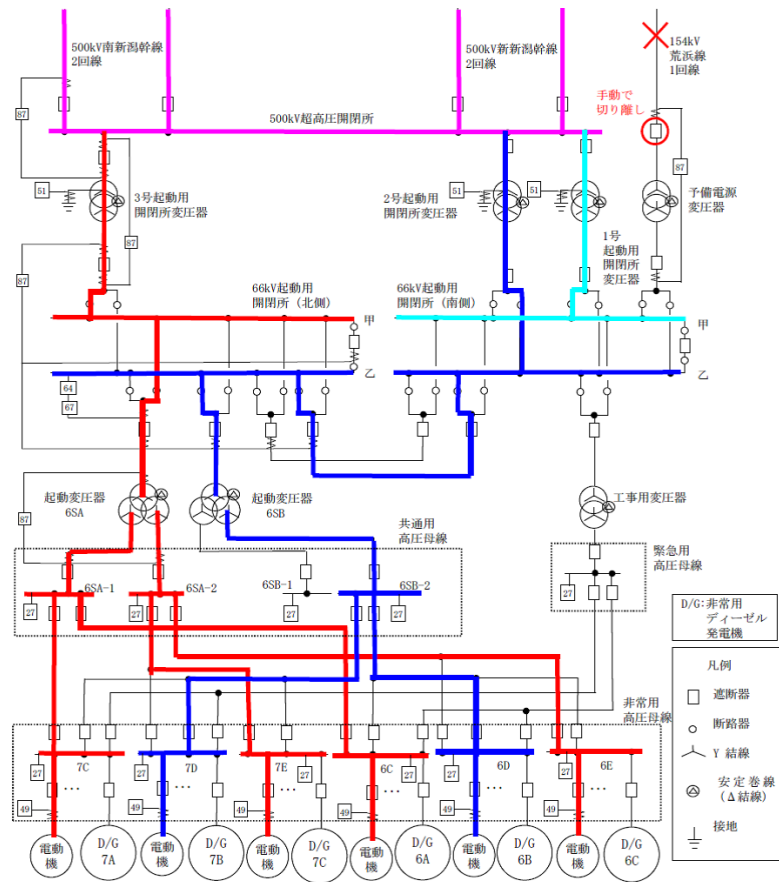 500kV南新潟幹線
2回線
500kV新新潟幹線
2回線
154kV
荒浜線
1回線
手動で
切り離し
87
500kV超高圧開閉所
87
51
3号起動用
開閉所変圧器
87
51
2号起動用
開閉所変圧器
51
予備電源
変圧器
1号
起動用
開閉所
変圧器
87
66kV起動用
開閉所(北側)
66kV起動用
開閉所(南側)
甲
甲
乙
乙
64
67
起動変圧器
6SA
起動変圧器
6SB
工事用変圧器
87
共通用
高圧母線
緊急用
高圧母線
6SA-1
6SA-2
6SB-1
6SB-2
27
27
27
27
27
D/G:非常用
ディーゼル
発電機
凡例
遮断器
断路器
Y 結線
安定巻線
(Δ結線)
接地
非常用
高圧母線
7C
7D
7E
6C
6D
6E
27
27
27
27
27
27
49
49
49
49
49
49
電動機
D/G
7A
電動機
D/G
7B
電動機
D/G
7C
電動機
D/G
6A
電動機
D/G
6B
電動機
D/G
6C